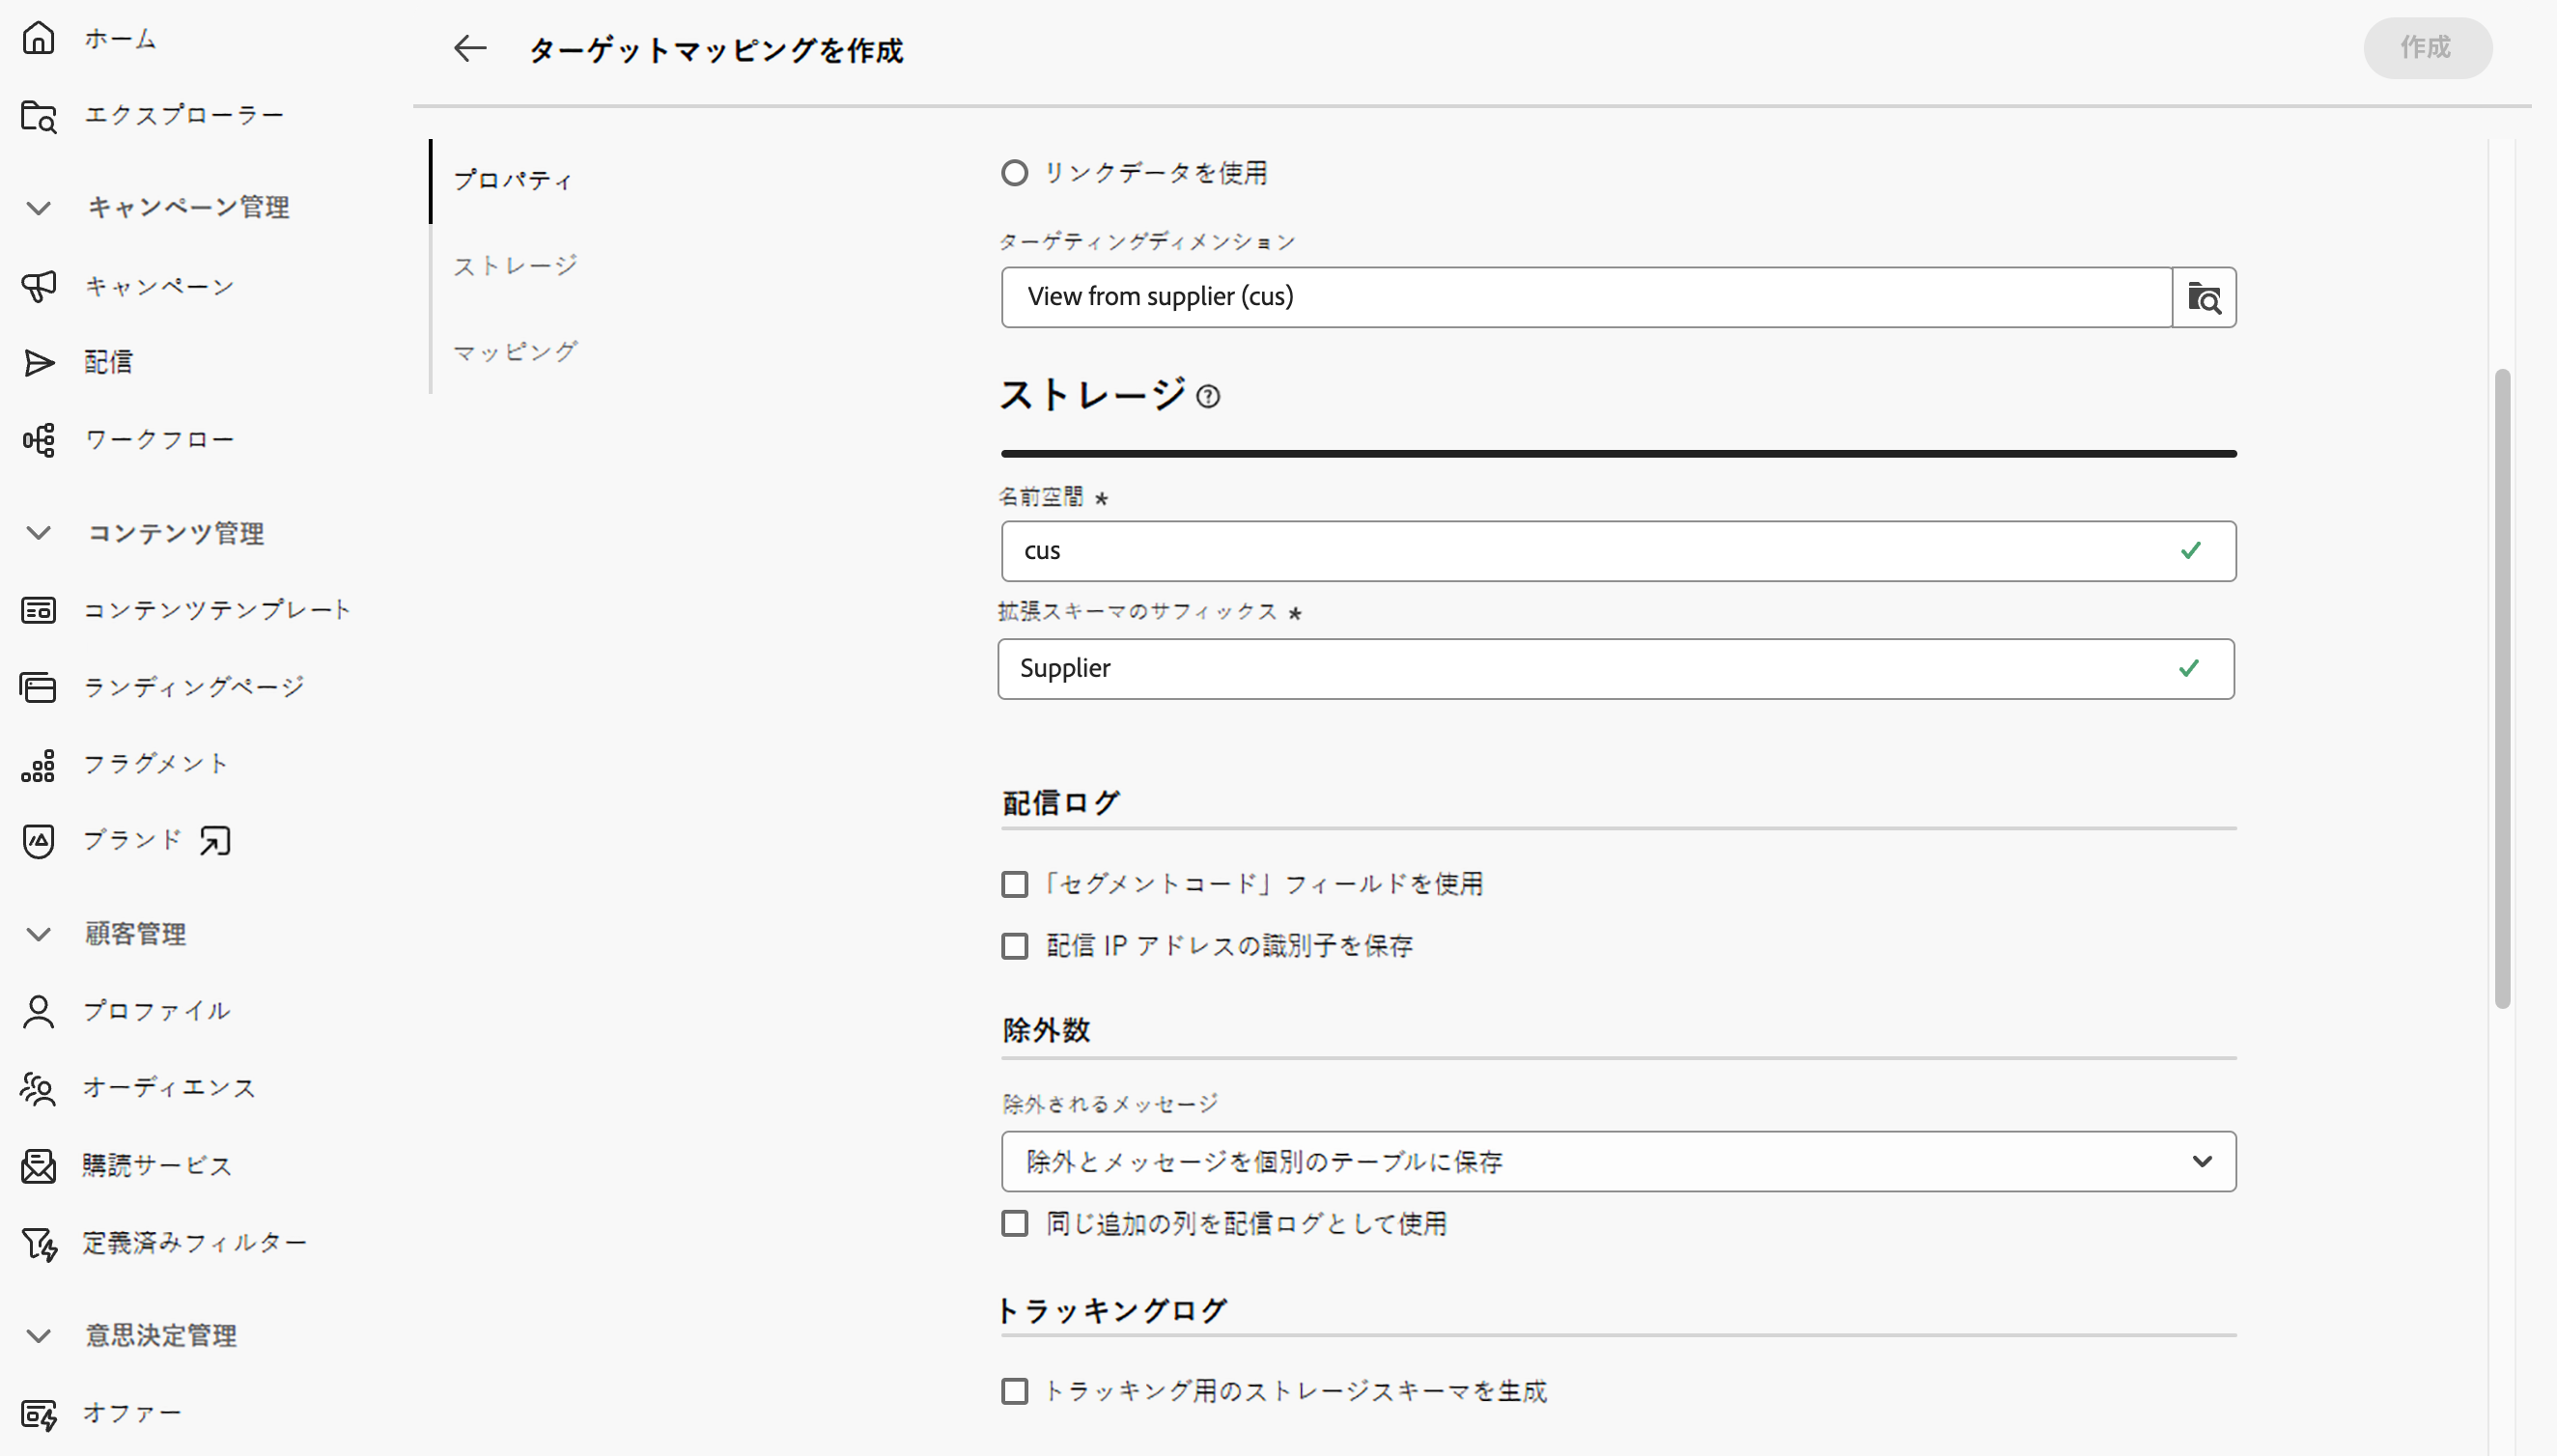 ホーム
エクスプローラー
キャンペーン管理
キャンペーン
配信
ワークフロー
コンテンツ管理
コンテンツテンプレート
ランディングページ
フラグメント
ブランド
顧客管理
プロファイル
オーディエンス
購読サービス
定義済みフィルター
意思決定管理
オファー
ターゲットマッピングを作成
作成
プロパティ
ストレージ
マッピング
リンクデータを使用
ターゲティングディメンション
View from supplier (cus)
ストレージ
名前空間 *
cus
拡張スキーマのサフィックス *
Supplier
配信ログ
「セグメントコード」フィールドを使用
配信 IP アドレスの識別子を保存
除外数
除外されるメッセージ
除外とメッセージを個別のテーブルに保存
同じ追加の列を配信ログとして使用
トラッキングログ
トラッキング用のストレージスキーマを生成